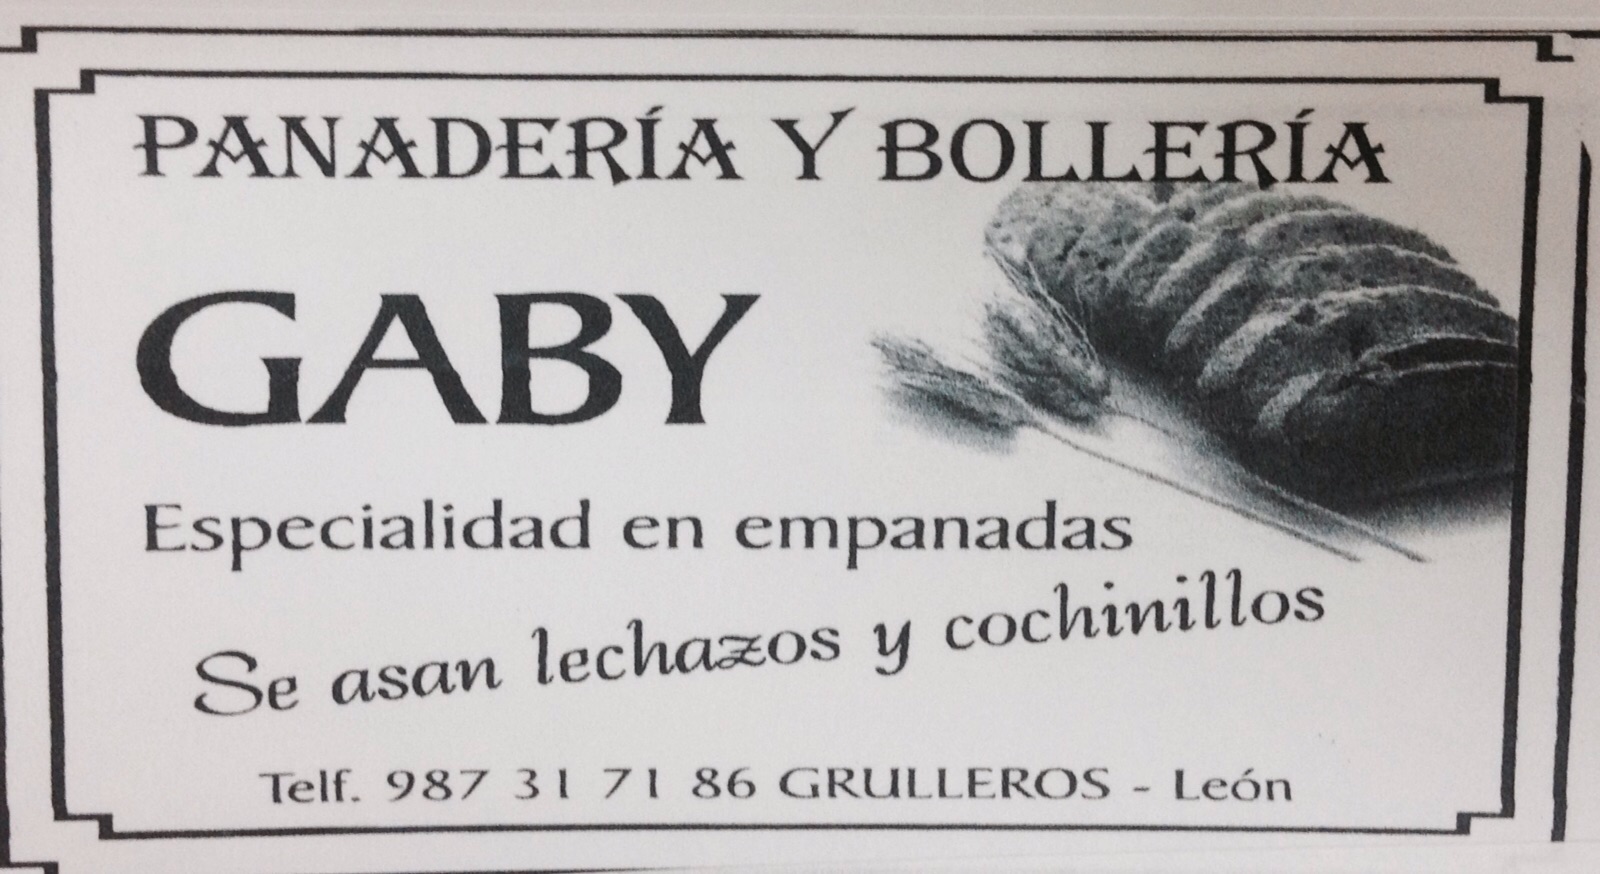 PANADERÍA Y BOLLERÍA
GABY
Especialidad en empanadas
Se asan lechazos y cochinillos
Telf. 987 31 71 86 GRULLEROS - León